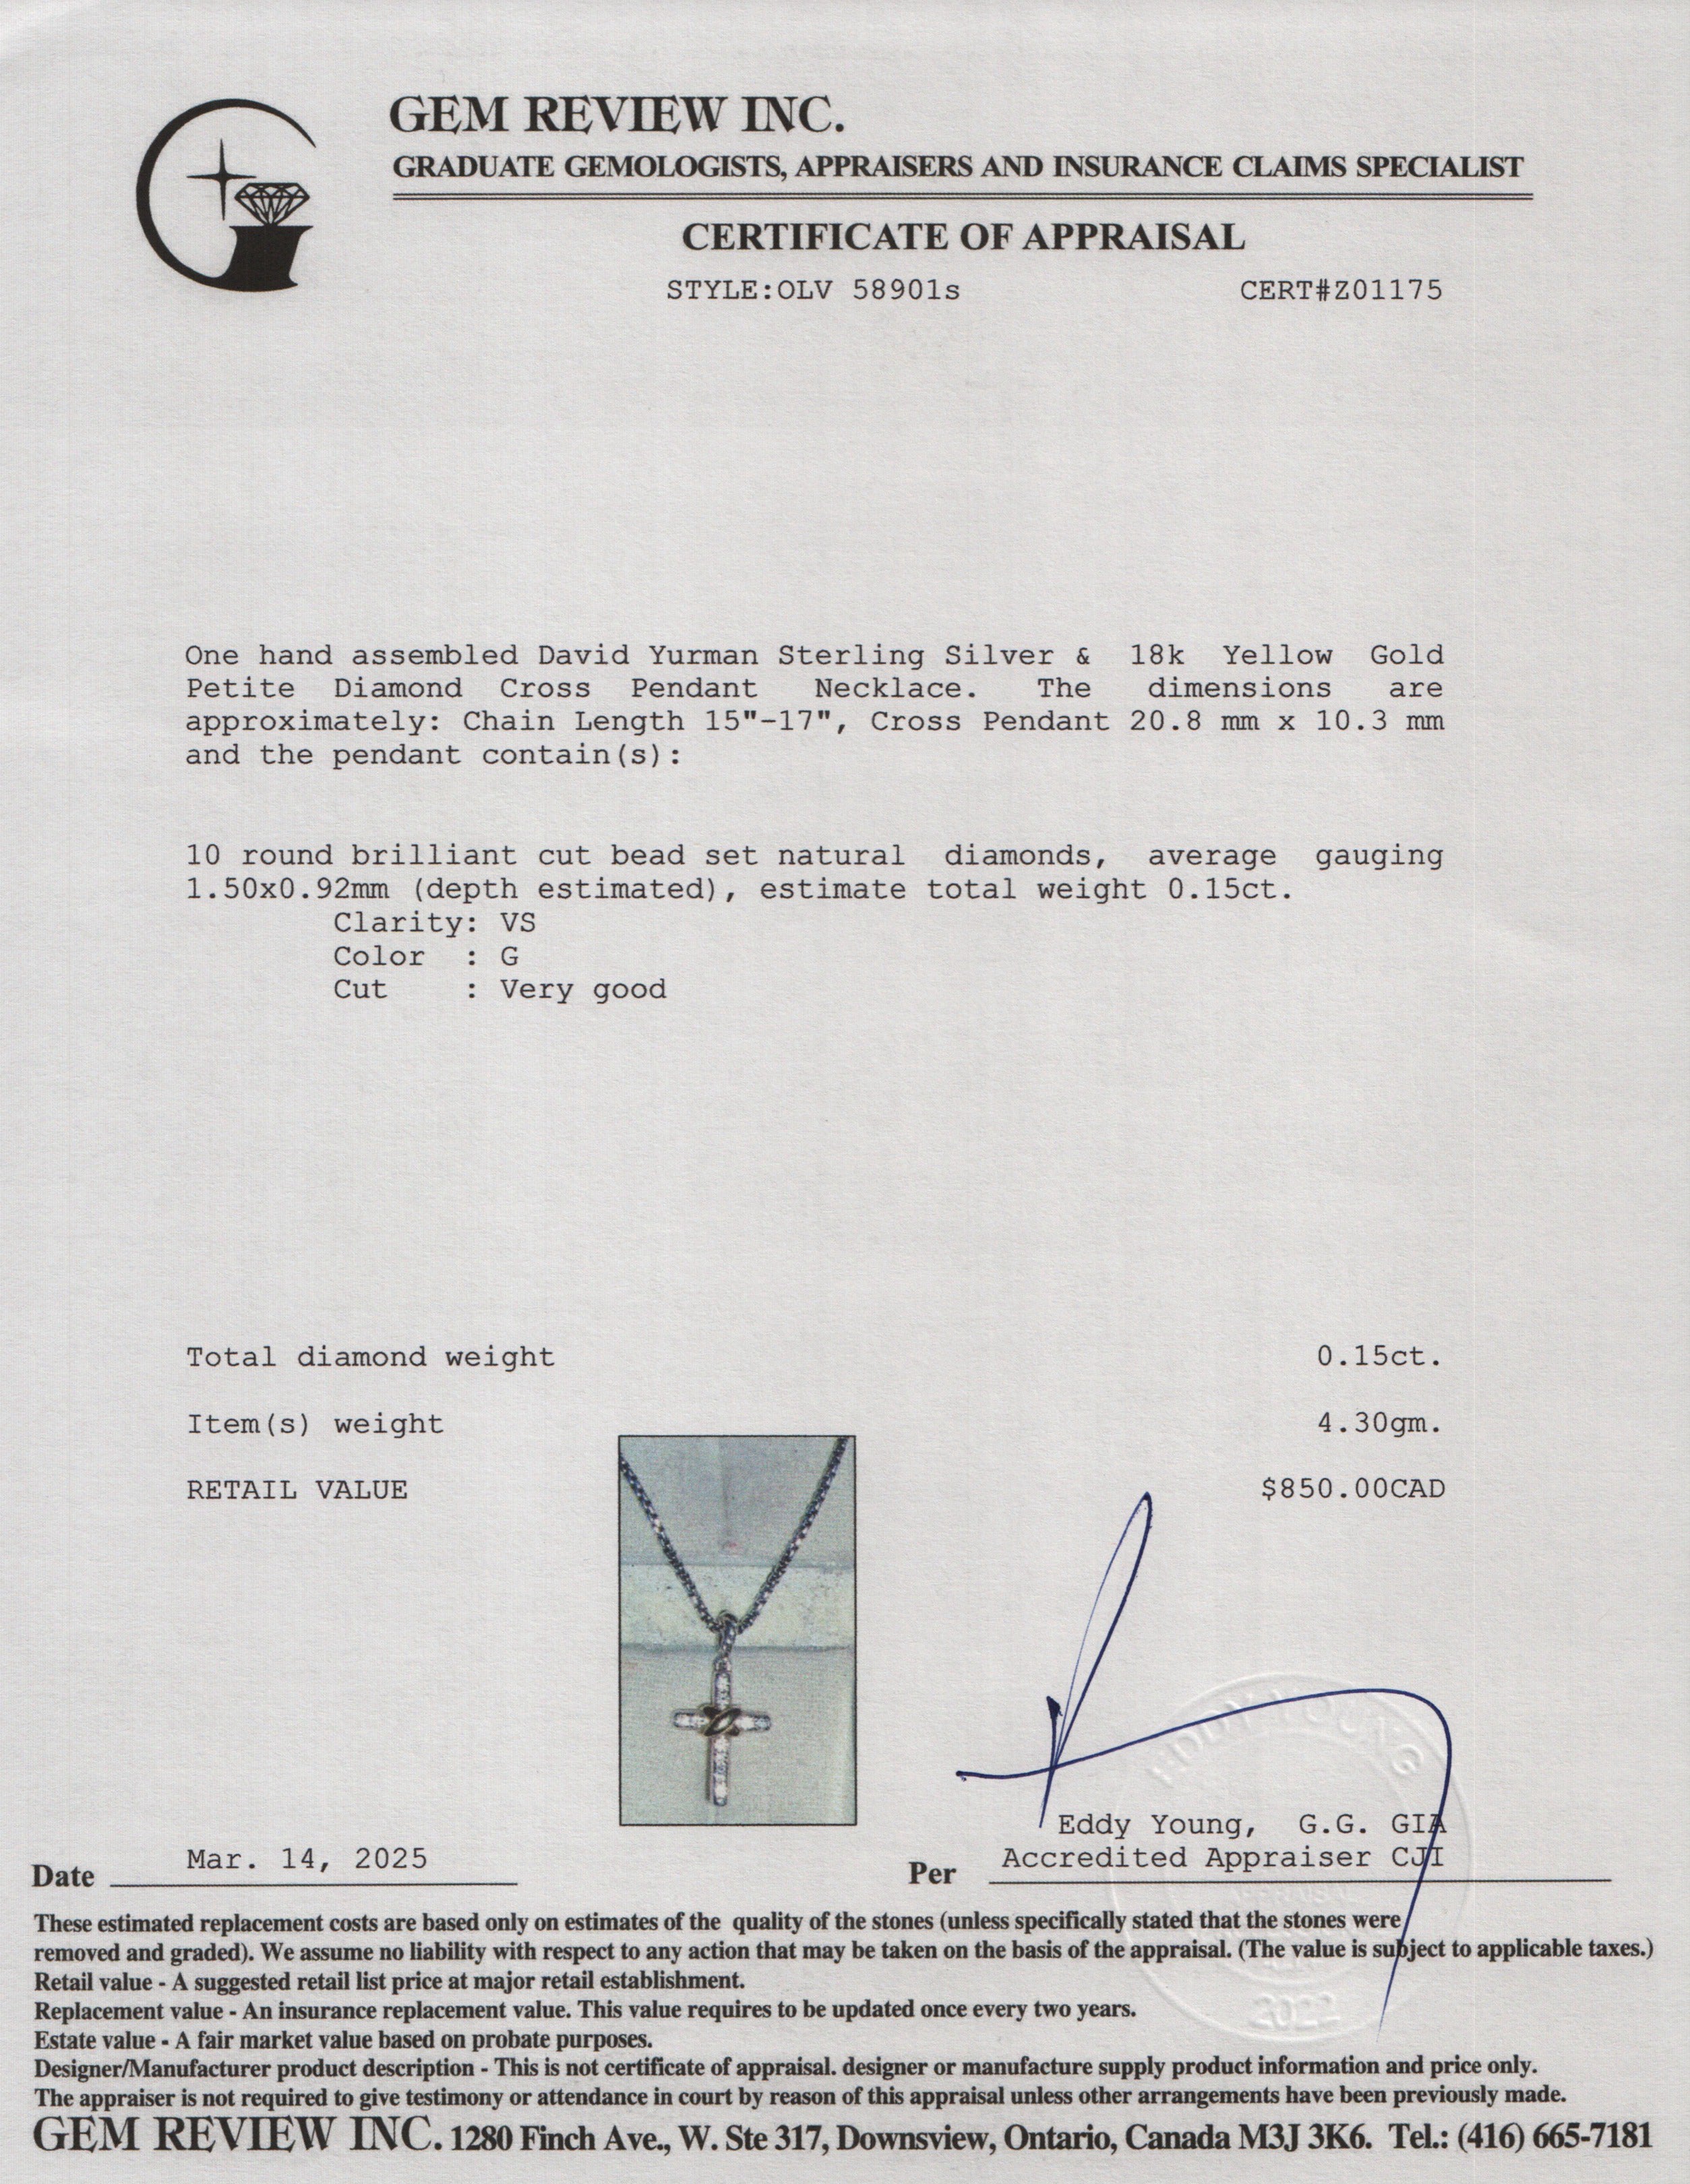 GEM REVIEW INC.
GRADUATE GEMOLOGISTS, APPRAISERS AND INSURANCE CLAIMS SPECIALIST
CERTIFICATE OF APPRAISAL
STYLE:OLV 58901s CERT#Z01175
One hand assembled David Yurman Sterling Silver & 18k Yellow Gold
Petite Diamond Cross Pendant Necklace. The dimensions are
approximately: Chain Length 15"-17", Cross Pendant 20.8 mm x 10.3 mm
and the pendant contain(s):
10 round brilliant cut bead set natural diamonds, average gauging
1.50x0.92mm (depth estimated), estimate total weight 0.15ct.
Clarity: VS
Color : G
Cut : Very good
Total diamond weight 0.15ct.
Item(s) weight 4.30gm.
RETAIL VALUE $850.00CAD
EDDY YOUNG
Eddy Young, G.G. GIA
Date Mar. 14, 2025 Per Accredited Appraiser CJI
These estimated replacement costs are based only on estimates of the quality of the stones (unless specifically stated that the stones were
removed and graded). We assume no liability with respect to any action that may be taken on the basis of the appraisal. (The value is subject to applicable taxes.)
Retail value - A suggested retail list price at major retail establishment.
Replacement value - An insurance replacement value. This value requires to be updated once every two years.
2022
Estate value - A fair market value based on probate purposes.
Designer/Manufacturer product description - This is not certificate of appraisal. designer or manufacture supply product information and price only.
The appraiser is not required to give testimony or attendance in court by reason of this appraisal unless other arrangements have been previously made.
GEM REVIEW INC. 1280 Finch Ave., W. Ste 317, Downsview, Ontario, Canada M3J 3K6. Tel.: (416) 665-7181